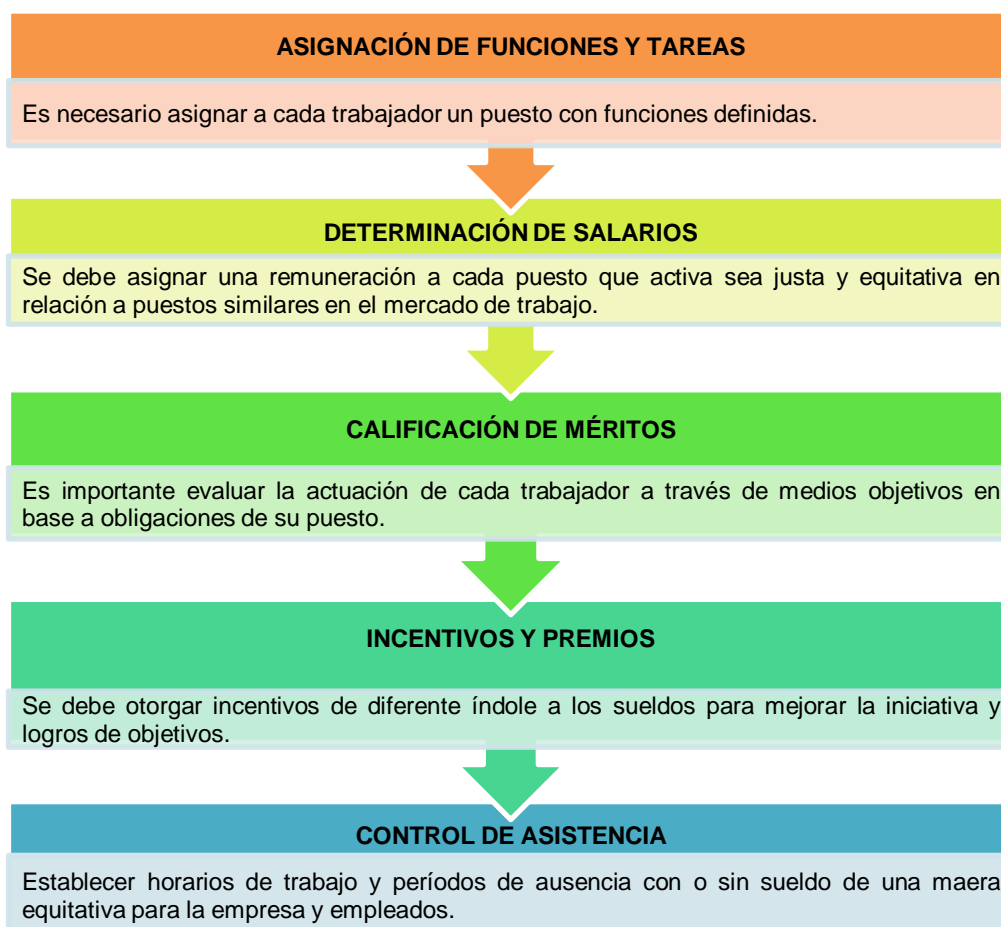 ASIGNACIÓN DE FUNCIONES Y TAREAS
Es necesario asignar a cada trabajador un puesto con funciones definidas.
DETERMINACIÓN DE SALARIOS
Se debe asignar una remuneración a cada puesto que activa sea justa y equitativa en
relación a puestos similares en el mercado de trabajo.
CALIFICACIÓN DE MÉRITOS
Es importante evaluar la actuación de cada trabajador a través de medios objetivos en
base a obligaciones de su puesto.
INCENTIVOS Y PREMIOS
Se debe otorgar incentivos de diferente índole a los sueldos para mejorar la iniciativa y
logros de objetivos.
CONTROL DE ASISTENCIA
Establecer horarios de trabajo y períodos de ausencia con o sin sueldo de una maera
equitativa para la empresa y empleados.